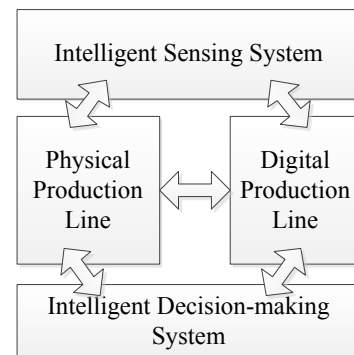 Intelligent Sensing System
Physical
Production
Line
Digital
Production
Line
Intelligent Decision-making
System